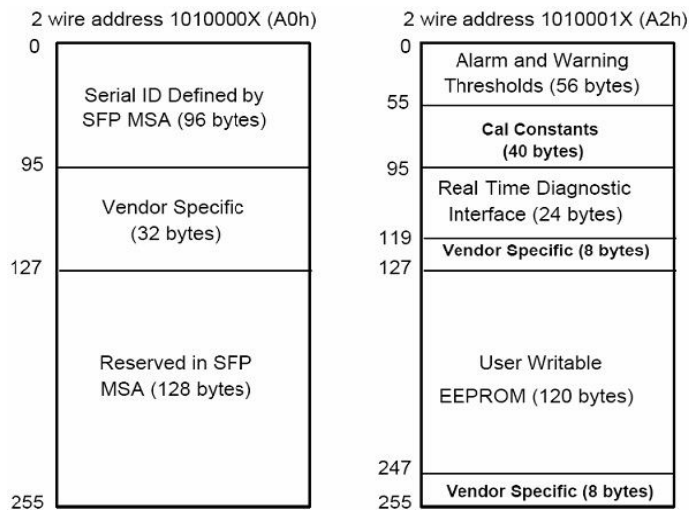 2 wire address 1010000X (A0h)
0
Serial ID Defined by
SFP MSA (96 bytes)
95
Vendor Specific
(32 bytes)
127
Reserved in SFP
MSA (128 bytes)
255
2 wire address 1010001X (A2h)
0
Alarm and Warning
Thresholds (56 bytes)
55
Cal Constants
(40 bytes)
95
Real Time Diagnostic
Interface (24 bytes)
119
Vendor Specific (8 bytes)
127
User Writable
EEPROM (120 bytes)
247
Vendor Specific (8 bytes)
255